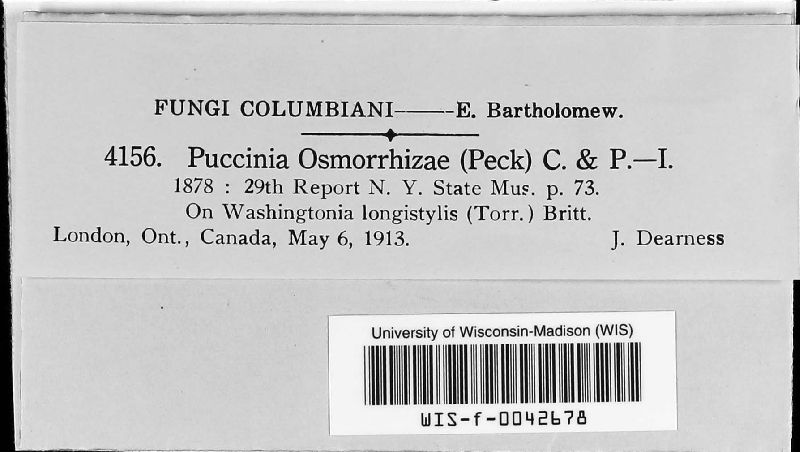 FUNGI COLUMBIANI——E. Bartholomew.
4156. Puccinia Osmorrhizae (Peck) C. & P.—I.
1878 : 29th Report N. Y. State Mus. p. 73.
On Washingtonia longistylis (Torr.) Britt.
London, Ont., Canada, May 6, 1913. J. Dearness
University of Wisconsin-Madison (WIS)
WIS-f-0042678